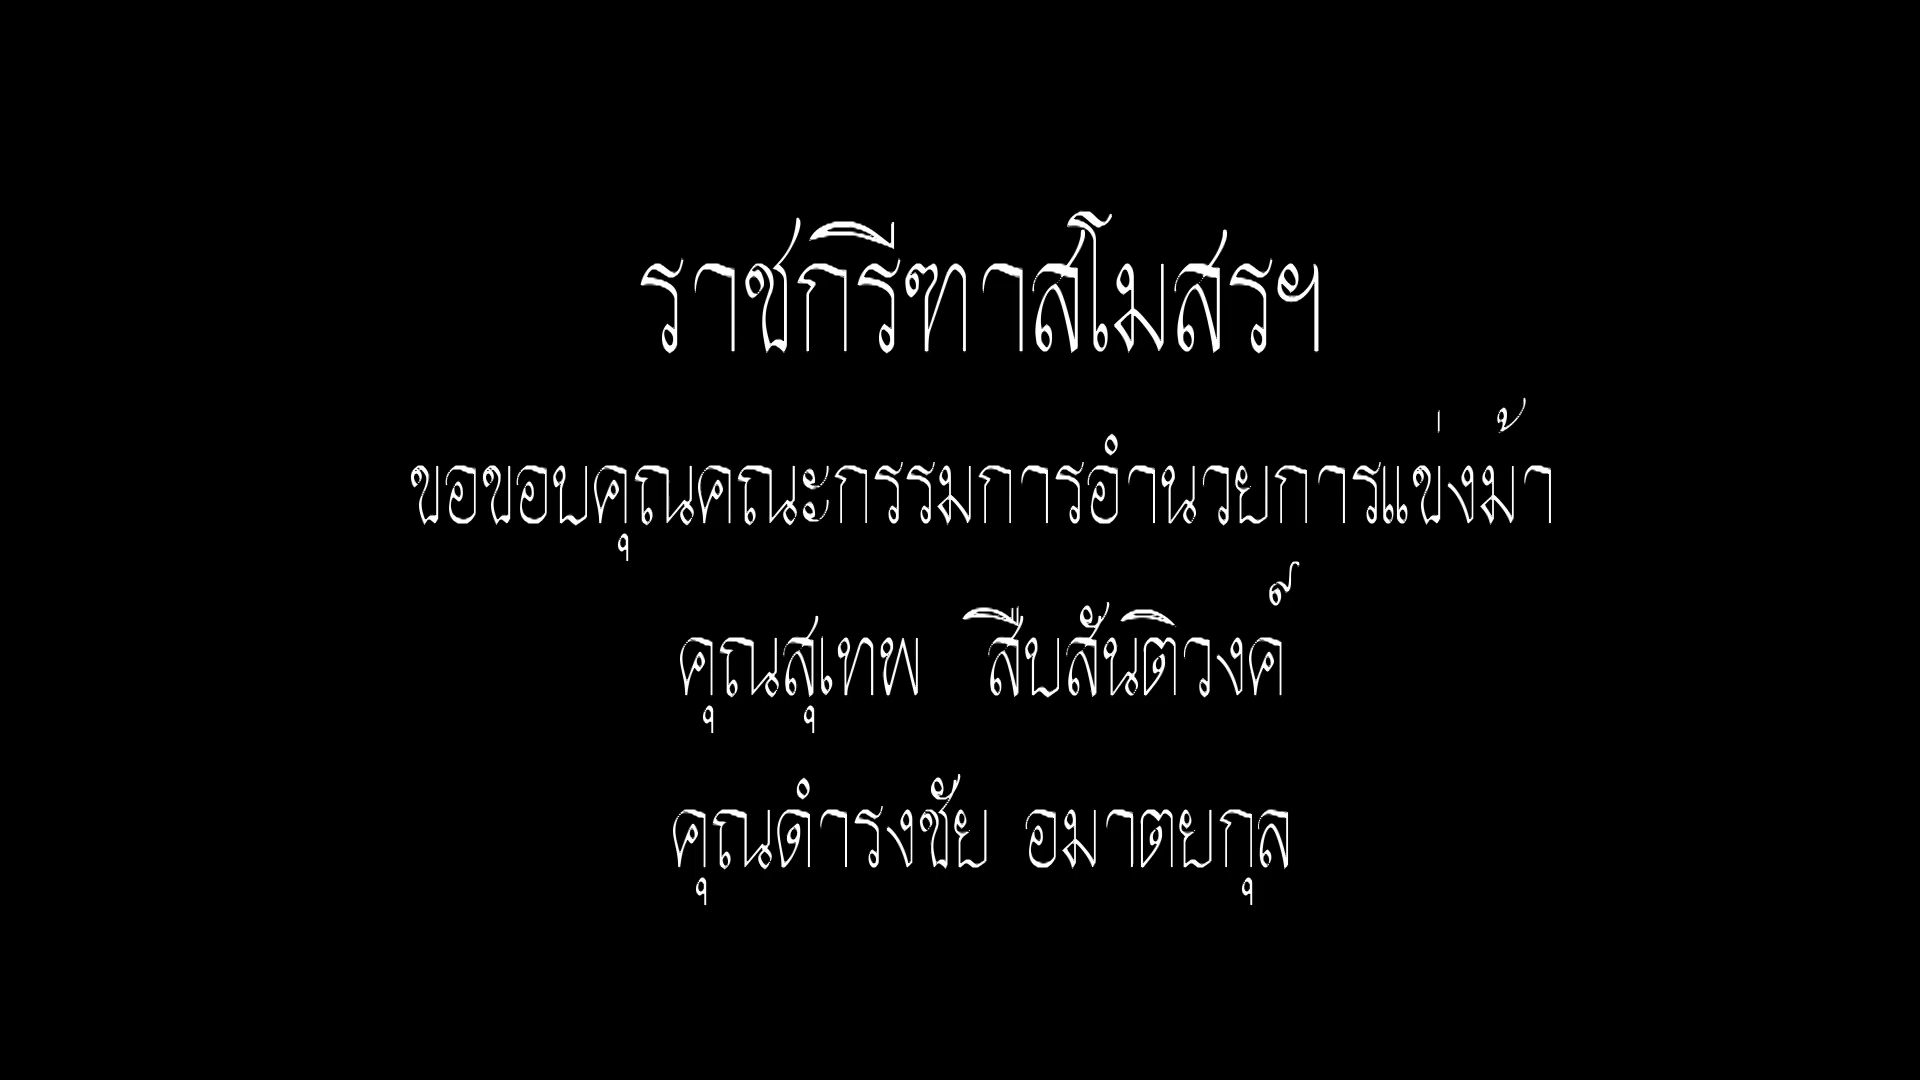 ราชกรีฑาสโมสรฯ
ขอขอบคุณคณะกรรมการอำนวยการแข่งม้า
คุณสุเทพ สืบสันติวงค์
คุณดำรงชัย อมาตยกุล